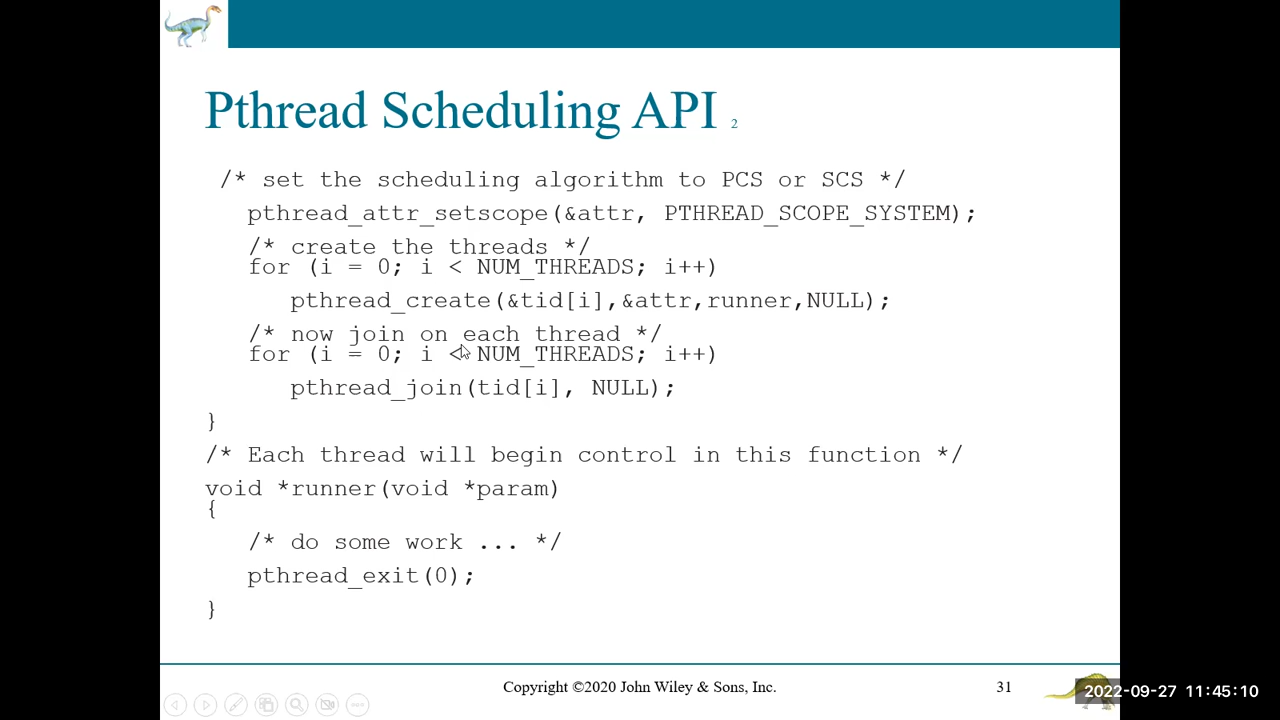 Pthread Scheduling API 2
/* set the scheduling algorithm to PCS or SCS */
pthread_attr_setscope(&attr, PTHREAD_SCOPE_SYSTEM);
/* create the threads */
for (i = 0; i < NUM_THREADS; i++)
pthread_create(&tid[i],&attr,runner,NULL);
/* now join on each thread */
for (i = 0; i < NUM_THREADS; i++)
pthread_join(tid[i], NULL);
}
/* Each thread will begin control in this function */
void *runner(void *param)
{
/* do some work ... */
pthread_exit(0);
}
Copyright ©2020 John Wiley & Sons, Inc.
31
2022-09-27 11:45:10